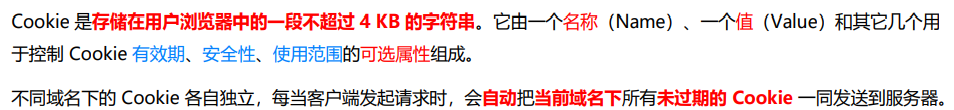 Cookie 是存储在用户浏览器中的一段不超过 4 KB 的字符串。它由一个名称（Name）、一个值（Value）和其它几个用
于控制 Cookie 有效期、安全性、使用范围的可选属性组成。
不同域名下的 Cookie 各自独立，每当客户端发起请求时，会自动把当前域名下所有未过期的 Cookie 一同发送到服务器。